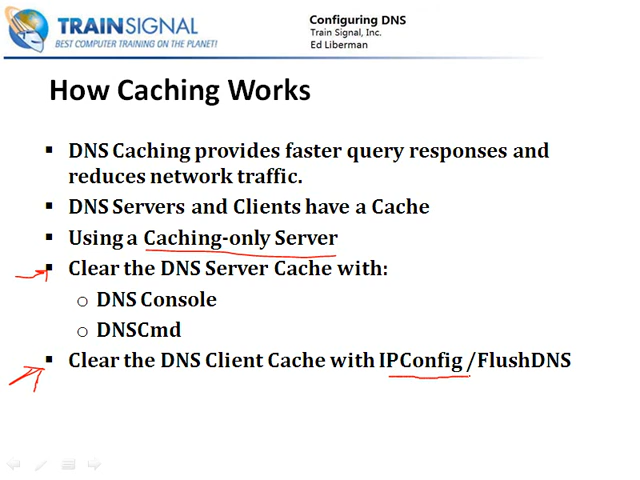 TRAINSIGNAL
BEST COMPUTER TRAINING ON THE PLANET!
Configuring DNS
Train Signal, Inc.
Ed Liberman
How Caching Works
DNS Caching provides faster query responses and
reduces network traffic.
DNS Servers and Clients have a Cache
Using a Caching-only Server
Clear the DNS Server Cache with:
DNS Console
DNSCmd
Clear the DNS Client Cache with IPConfig /FlushDNS